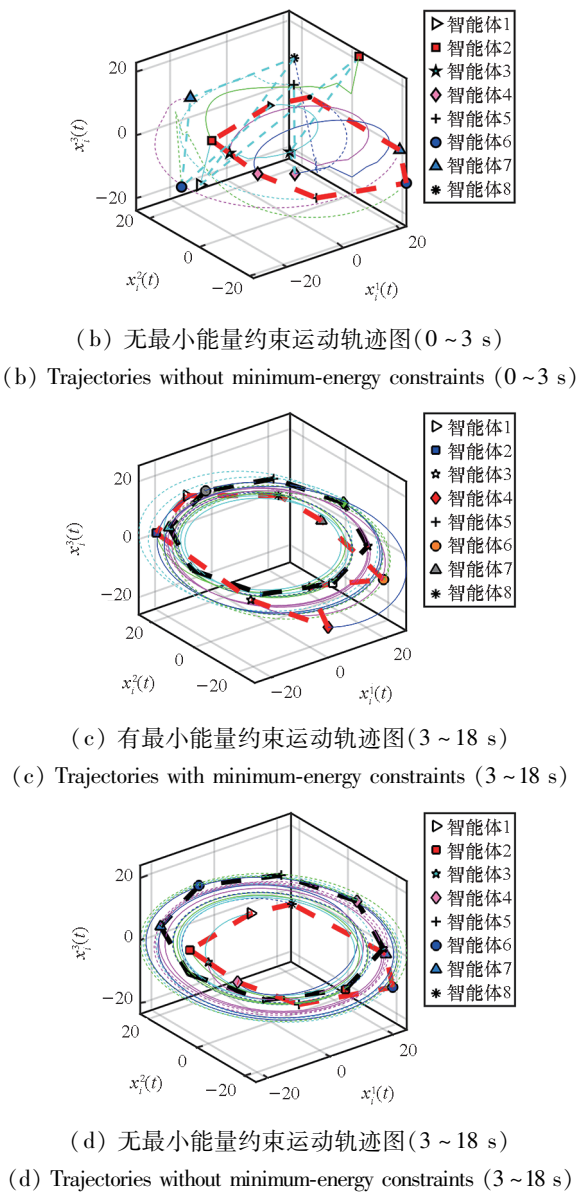 智能体1
智能体2
智能体3
智能体4
智能体5
智能体6
智能体7
智能体8
20
0
−20
x_i^3(t)
20
0
−20
x_i^2(t)
−20
0
20
x_i^1(t)
(b) 无最小能量约束运动轨迹图(0~3 s)
(b) Trajectories without minimum-energy constraints (0~3 s)
智能体1
智能体2
智能体3
智能体4
智能体5
智能体6
智能体7
智能体8
20
0
−20
x_i^3(t)
20
0
−20
x_i^2(t)
−20
0
20
x_i^1(t)
(c) 有最小能量约束运动轨迹图(3~18 s)
(c) Trajectories with minimum-energy constraints (3~18 s)
智能体1
智能体2
智能体3
智能体4
智能体5
智能体6
智能体7
智能体8
20
0
−20
x_i^3(t)
20
0
−20
x_i^2(t)
−20
0
20
x_i^1(t)
(d) 无最小能量约束运动轨迹图(3~18 s)
(d) Trajectories without minimum-energy constraints (3~18 s)